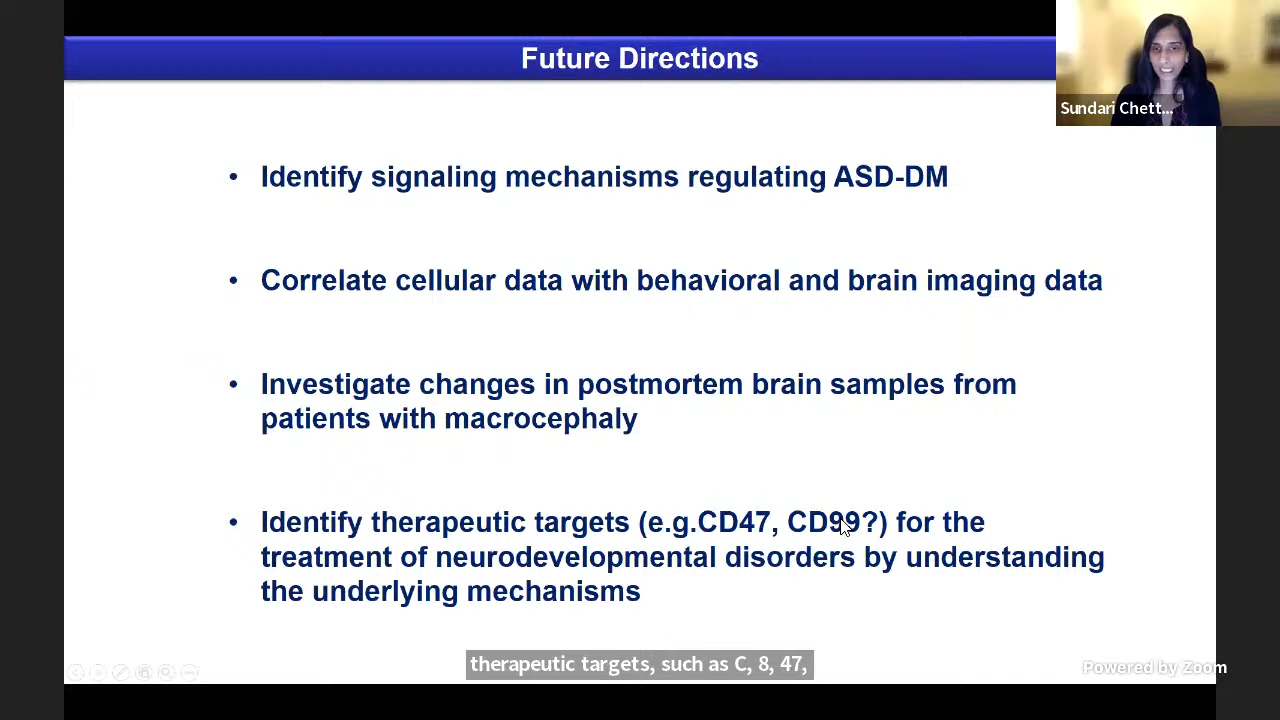 Future Directions
Sundari Chett...
• Identify signaling mechanisms regulating ASD-DM
• Correlate cellular data with behavioral and brain imaging data
• Investigate changes in postmortem brain samples from
patients with macrocephaly
• Identify therapeutic targets (e.g.CD47, CD99?) for the
treatment of neurodevelopmental disorders by understanding
the underlying mechanisms
therapeutic targets, such as C, 8, 47,
Powered by Zoom